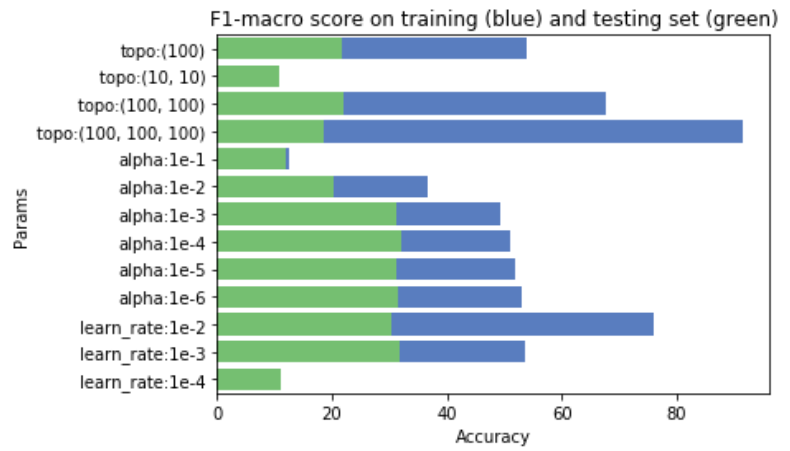 F1-macro score on training (blue) and testing set (green)
topo:(100)
topo:(10, 10)
topo:(100, 100)
topo:(100, 100, 100)
alpha:1e-1
alpha:1e-2
alpha:1e-3
alpha:1e-4
alpha:1e-5
alpha:1e-6
learn_rate:1e-2
learn_rate:1e-3
learn_rate:1e-4
Params
0 20 40 60 80
Accuracy